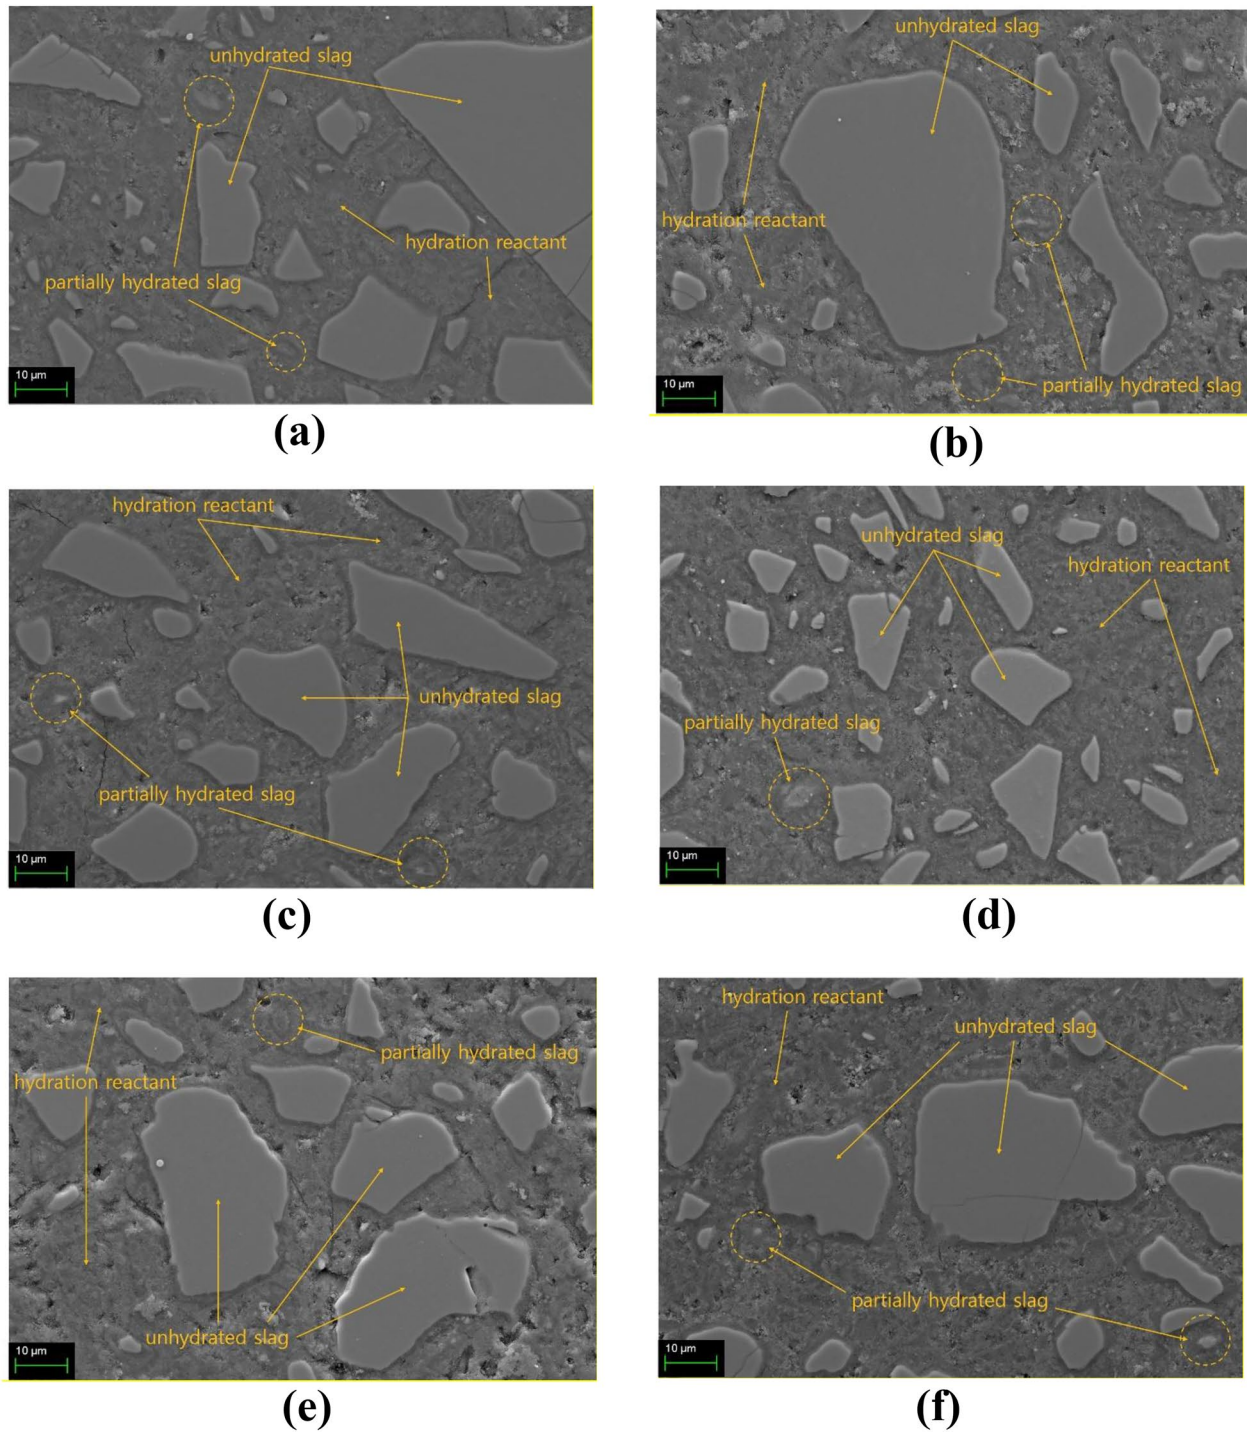 unhydrated slag
hydration reactant
partially hydrated slag
10 µm
(a)
unhydrated slag
hydration reactant
partially hydrated slag
10 µm
(b)
hydration reactant
unhydrated slag
partially hydrated slag
10 µm
(c)
unhydrated slag
hydration reactant
partially hydrated slag
10 µm
(d)
partially hydrated slag
hydration reactant
unhydrated slag
10 µm
(e)
hydration reactant
unhydrated slag
partially hydrated slag
10 µm
(f)